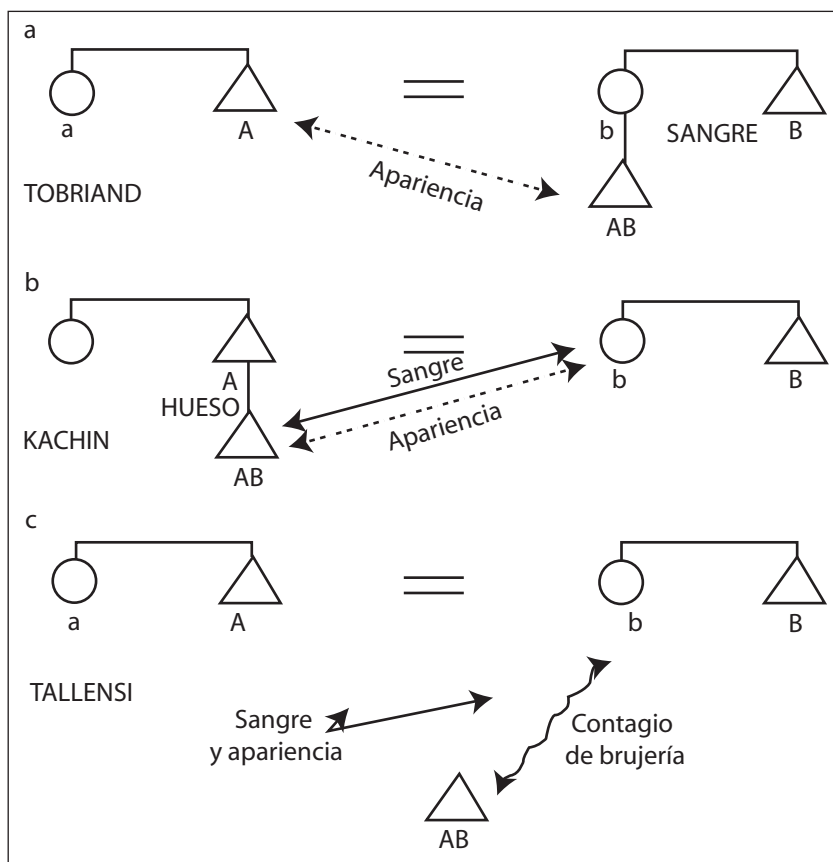 a
a
A
b
SANGRE
B
Apariencia
TOBRIAND
AB
b
A
Sangre
b
B
HUESO
Apariencia
KACHIN
AB
c
a
A
b
B
TALLENSI
Sangre
y apariencia
Contagio
de brujería
AB